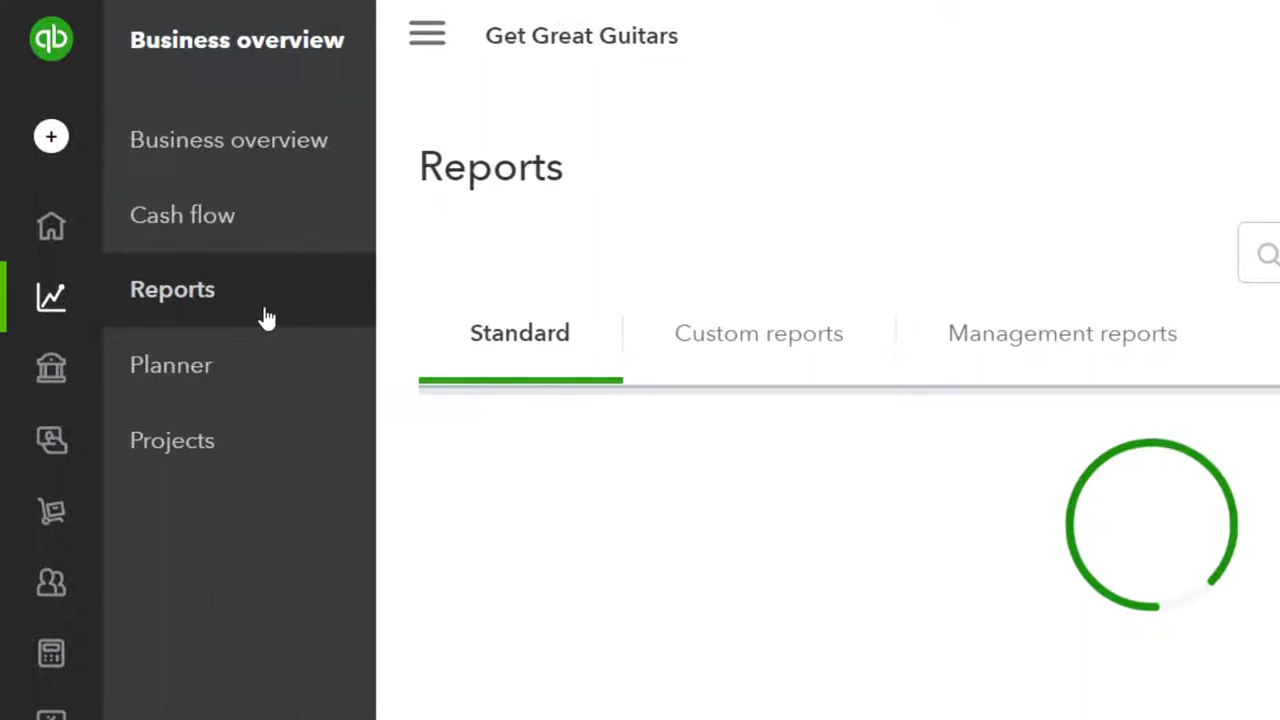 qb
Business overview
Business overview
Cash flow
Reports
Planner
Projects
Get Great Guitars
Reports
Standard
Custom reports
Management reports